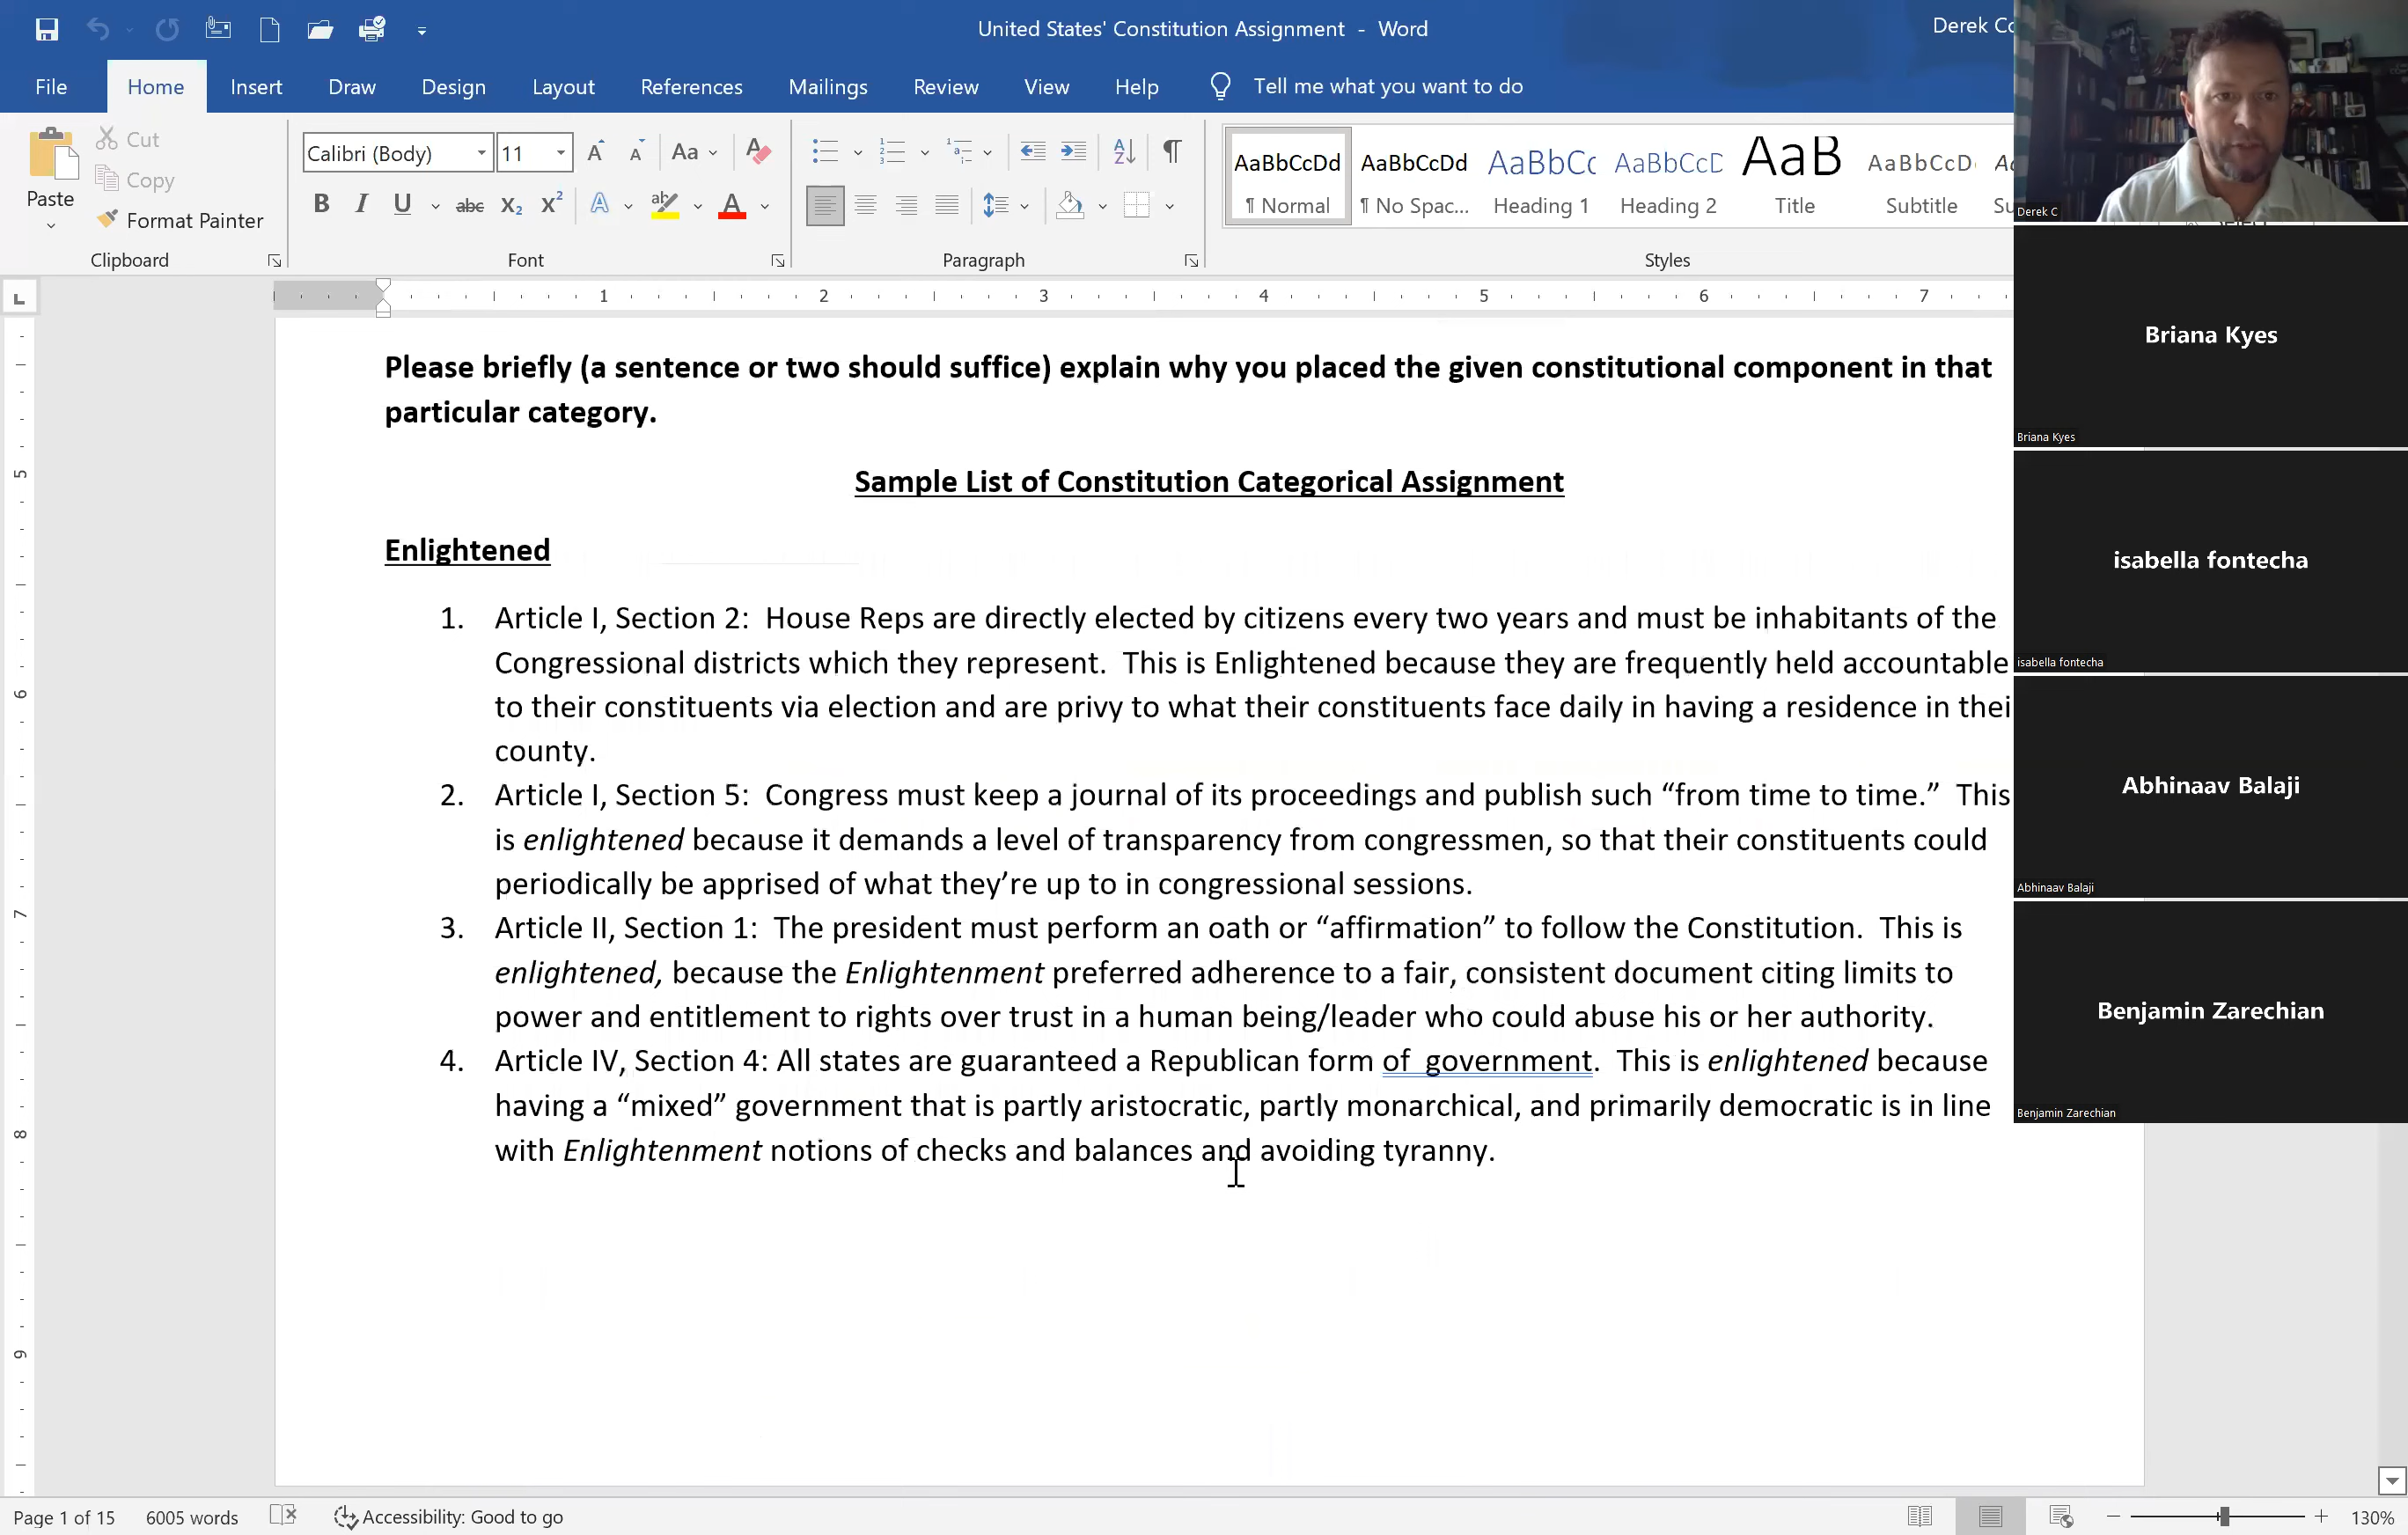 United States' Constitution Assignment - Word
Derek Co
File Home Insert Draw Design Layout References Mailings Review View Help Tell me what you want to do
Paste
Cut
Copy
Format Painter
Clipboard
Calibri (Body) 11
Font
Paragraph
AaBbCcDd AaBbCcDd AaBbCc AaBbCcD AaB AaBbCcD
¶ Normal ¶ No Spac... Heading 1 Heading 2 Title Subtitle Su
Styles
1 2 3 4 5 6 7
Please briefly (a sentence or two should suffice) explain why you placed the given constitutional component in that
particular category.
Sample List of Constitution Categorical Assignment
Enlightened
1. Article I, Section 2: House Reps are directly elected by citizens every two years and must be inhabitants of the
Congressional districts which they represent. This is Enlightened because they are frequently held accountable
to their constituents via election and are privy to what their constituents face daily in having a residence in thei
county.
2. Article I, Section 5: Congress must keep a journal of its proceedings and publish such “from time to time.” This
is enlightened because it demands a level of transparency from congressmen, so that their constituents could
periodically be apprised of what they’re up to in congressional sessions.
3. Article II, Section 1: The president must perform an oath or “affirmation” to follow the Constitution. This is
enlightened, because the Enlightenment preferred adherence to a fair, consistent document citing limits to
power and entitlement to rights over trust in a human being/leader who could abuse his or her authority.
4. Article IV, Section 4: All states are guaranteed a Republican form of government. This is enlightened because
having a “mixed” government that is partly aristocratic, partly monarchical, and primarily democratic is in line
with Enlightenment notions of checks and balances and avoiding tyranny.
5
6
7
8
9
Derek C
Briana Kyes
Briana Kyes
isabella fontecha
isabella fontecha
Abhinaav Balaji
Abhinaav Balaji
Benjamin Zarechian
Benjamin Zarechian
Page 1 of 15 6005 words Accessibility: Good to go 130%